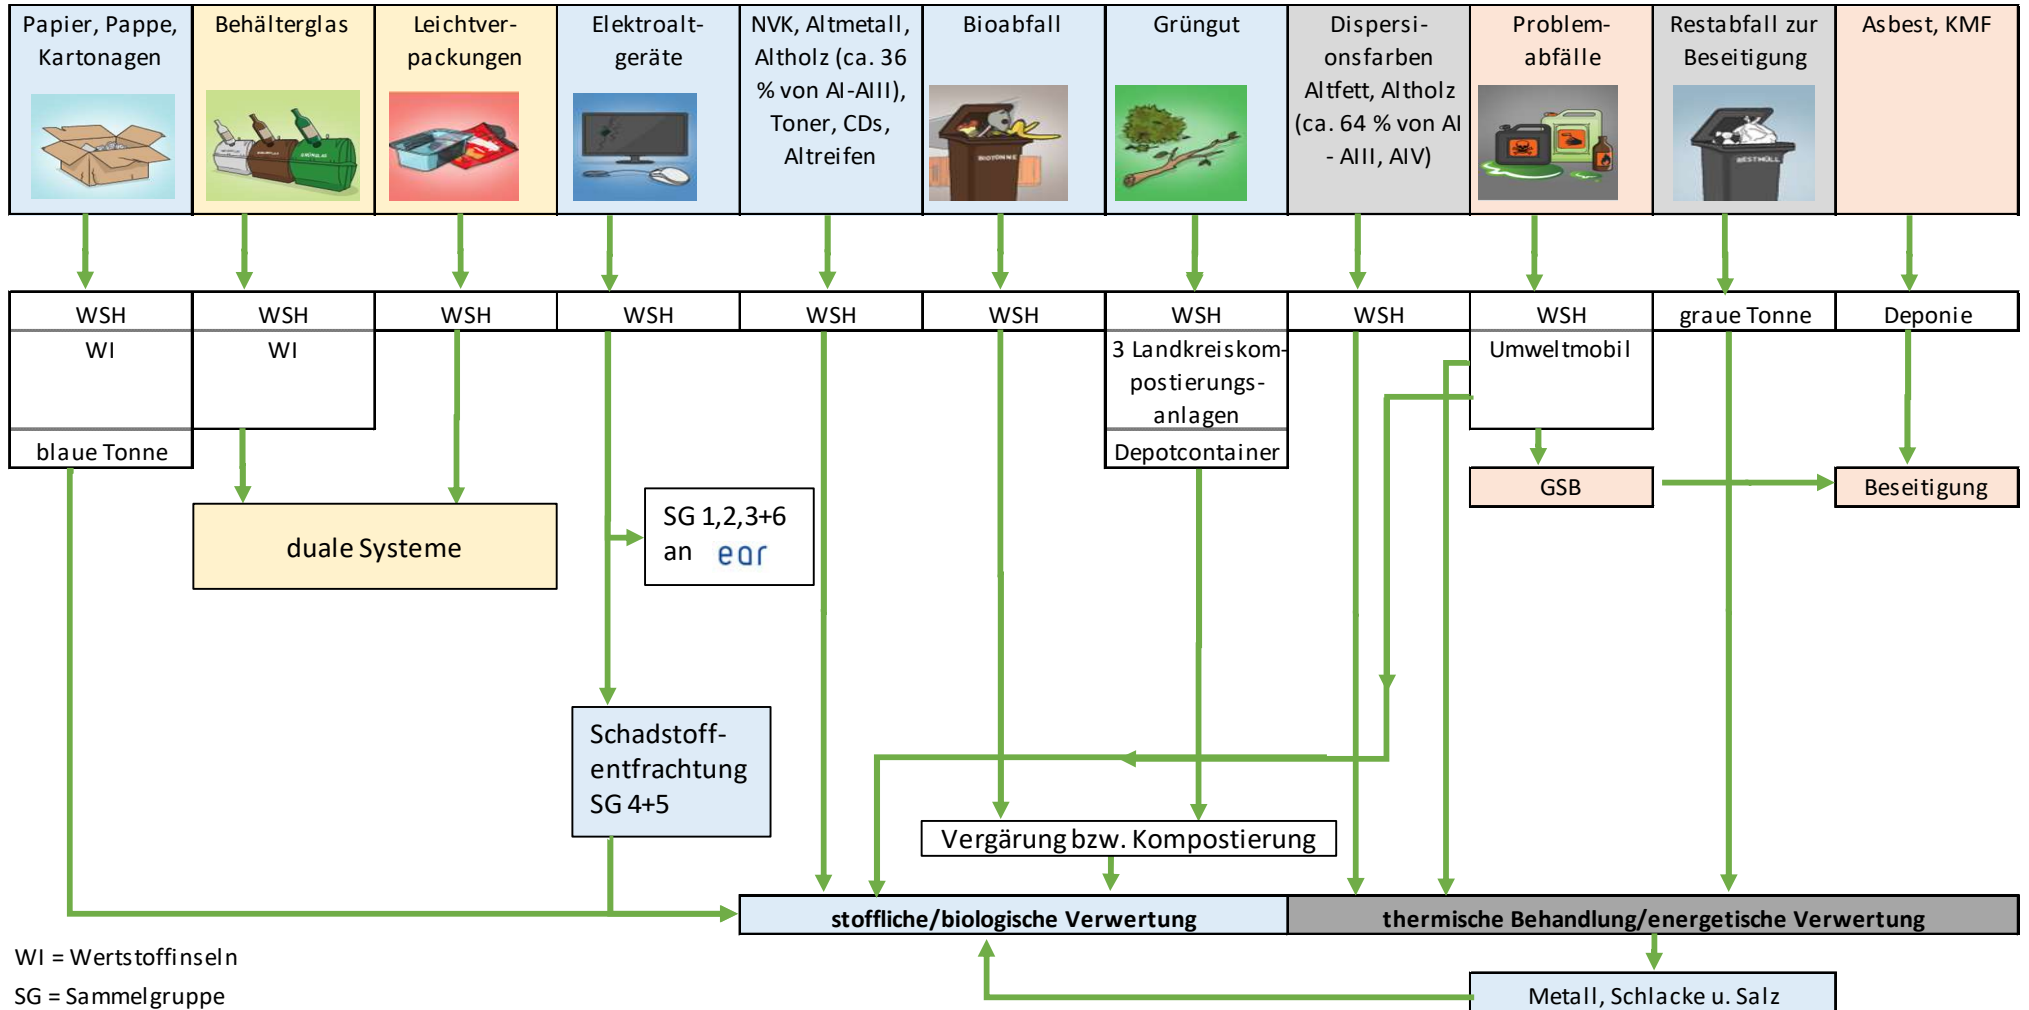 Papier, Pappe,
Kartonagen
Behälterglas
Leichtver-
packungen
Elektroalt-
geräte
NVK, Altmetall,
Altholz (ca. 36
% von AI-AIII),
Toner, CDs,
Altreifen
Bioabfall
BIOTONNE
Grüngut
Dispersi-
onsfarben
Altfett, Altholz
(ca. 64 % von AI
- AIII, AIV)
Problem-
abfälle
Restabfall zur
Beseitigung
RESTMÜLL
Asbest, KMF
WSH
WI
blaue Tonne
WSH
WI
WSH
WSH
WSH
WSH
WSH
3 Landkreiskom-
postierungs-
anlagen
Depotcontainer
WSH
WSH
Umweltmobil
graue Tonne
Deponie
GSB
Beseitigung
duale Systeme
SG 1,2,3+6
an ear
Schadstoff-
entfrachtung
SG 4+5
Vergärung bzw. Kompostierung
stoffliche/biologische Verwertung
thermische Behandlung/energetische Verwertung
WI = Wertstoffinseln
SG = Sammelgruppe
Metall, Schlacke u. Salz